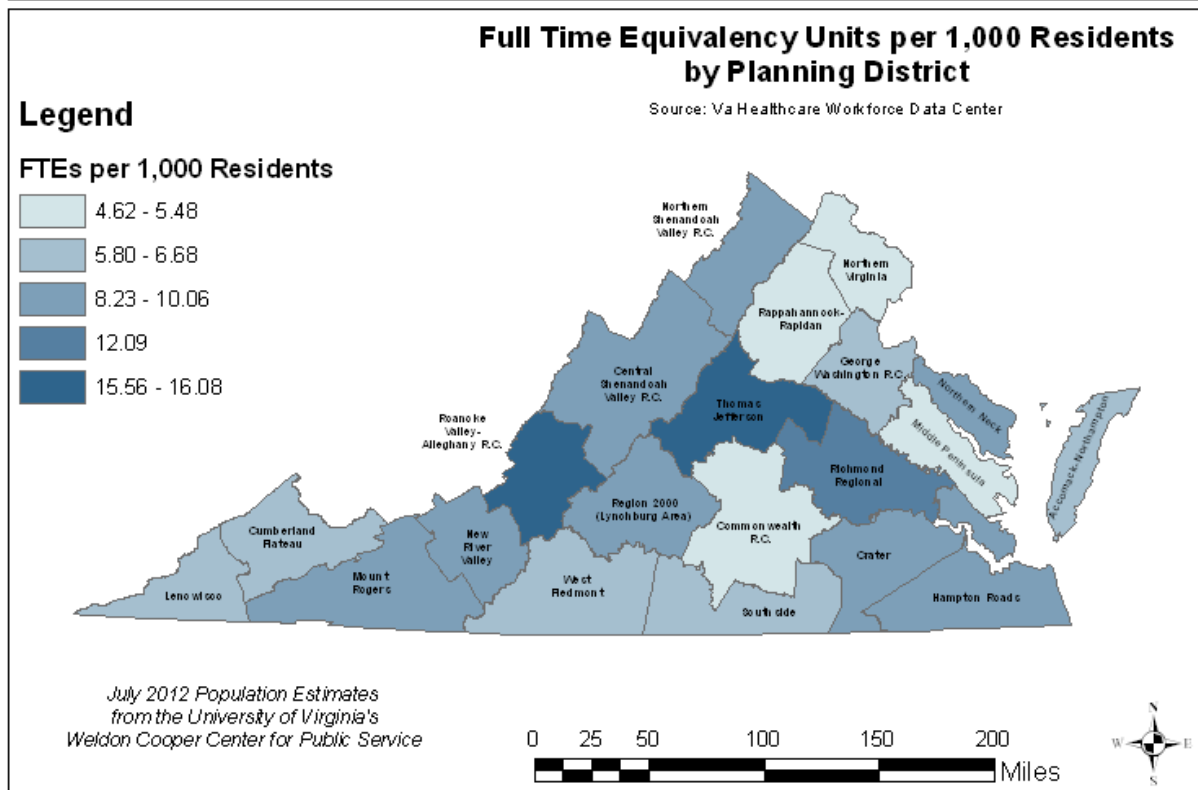 Full Time Equivalency Units per 1,000 Residents
by Planning District
Source: Va Healthcare Workforce Data Center
Legend
FTEs per 1,000 Residents
4.62 - 5.48
5.80 - 6.68
8.23 - 10.06
12.09
15.56 - 16.08
Northern
Shenandoah
Valley R.C.
Northern
Virginia
Rappahannock-
Rapidan
George
Washington R.C.
Northern Neck
Central
Shenandoah
Valley R.C.
Thomas
Jefferson
Middle Peninsula
Accomack-Northampton
Roanoke
Valley-
Alleghany R.C.
Richmond
Regional
Region 2000
(Lynchburg Area)
Commonwealth
R.C.
Cumberland
Plateau
New
River
Valley
Crater
Mount
Rogers
West
Piedmont
Lenowisco
Southside
Hampton Roads
July 2012 Population Estimates
from the University of Virginia's
Weldon Cooper Center for Public Service
0 25 50 100 150 200
Miles
N
W E
S